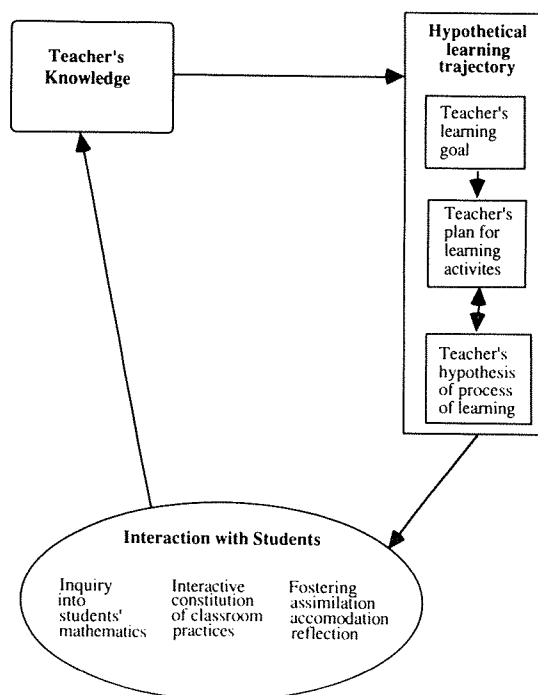 Teacher's
Knowledge
Hypothetical
learning
trajectory
Teacher's
learning
goal
Teacher's
plan for
learning
activites
Teacher's
hypothesis
of process
of learning
Interaction with Students
Inquiry
into
students'
mathematics
Interactive
constitution
of classroom
practices
Fostering
assimilation
accomodation
reflection